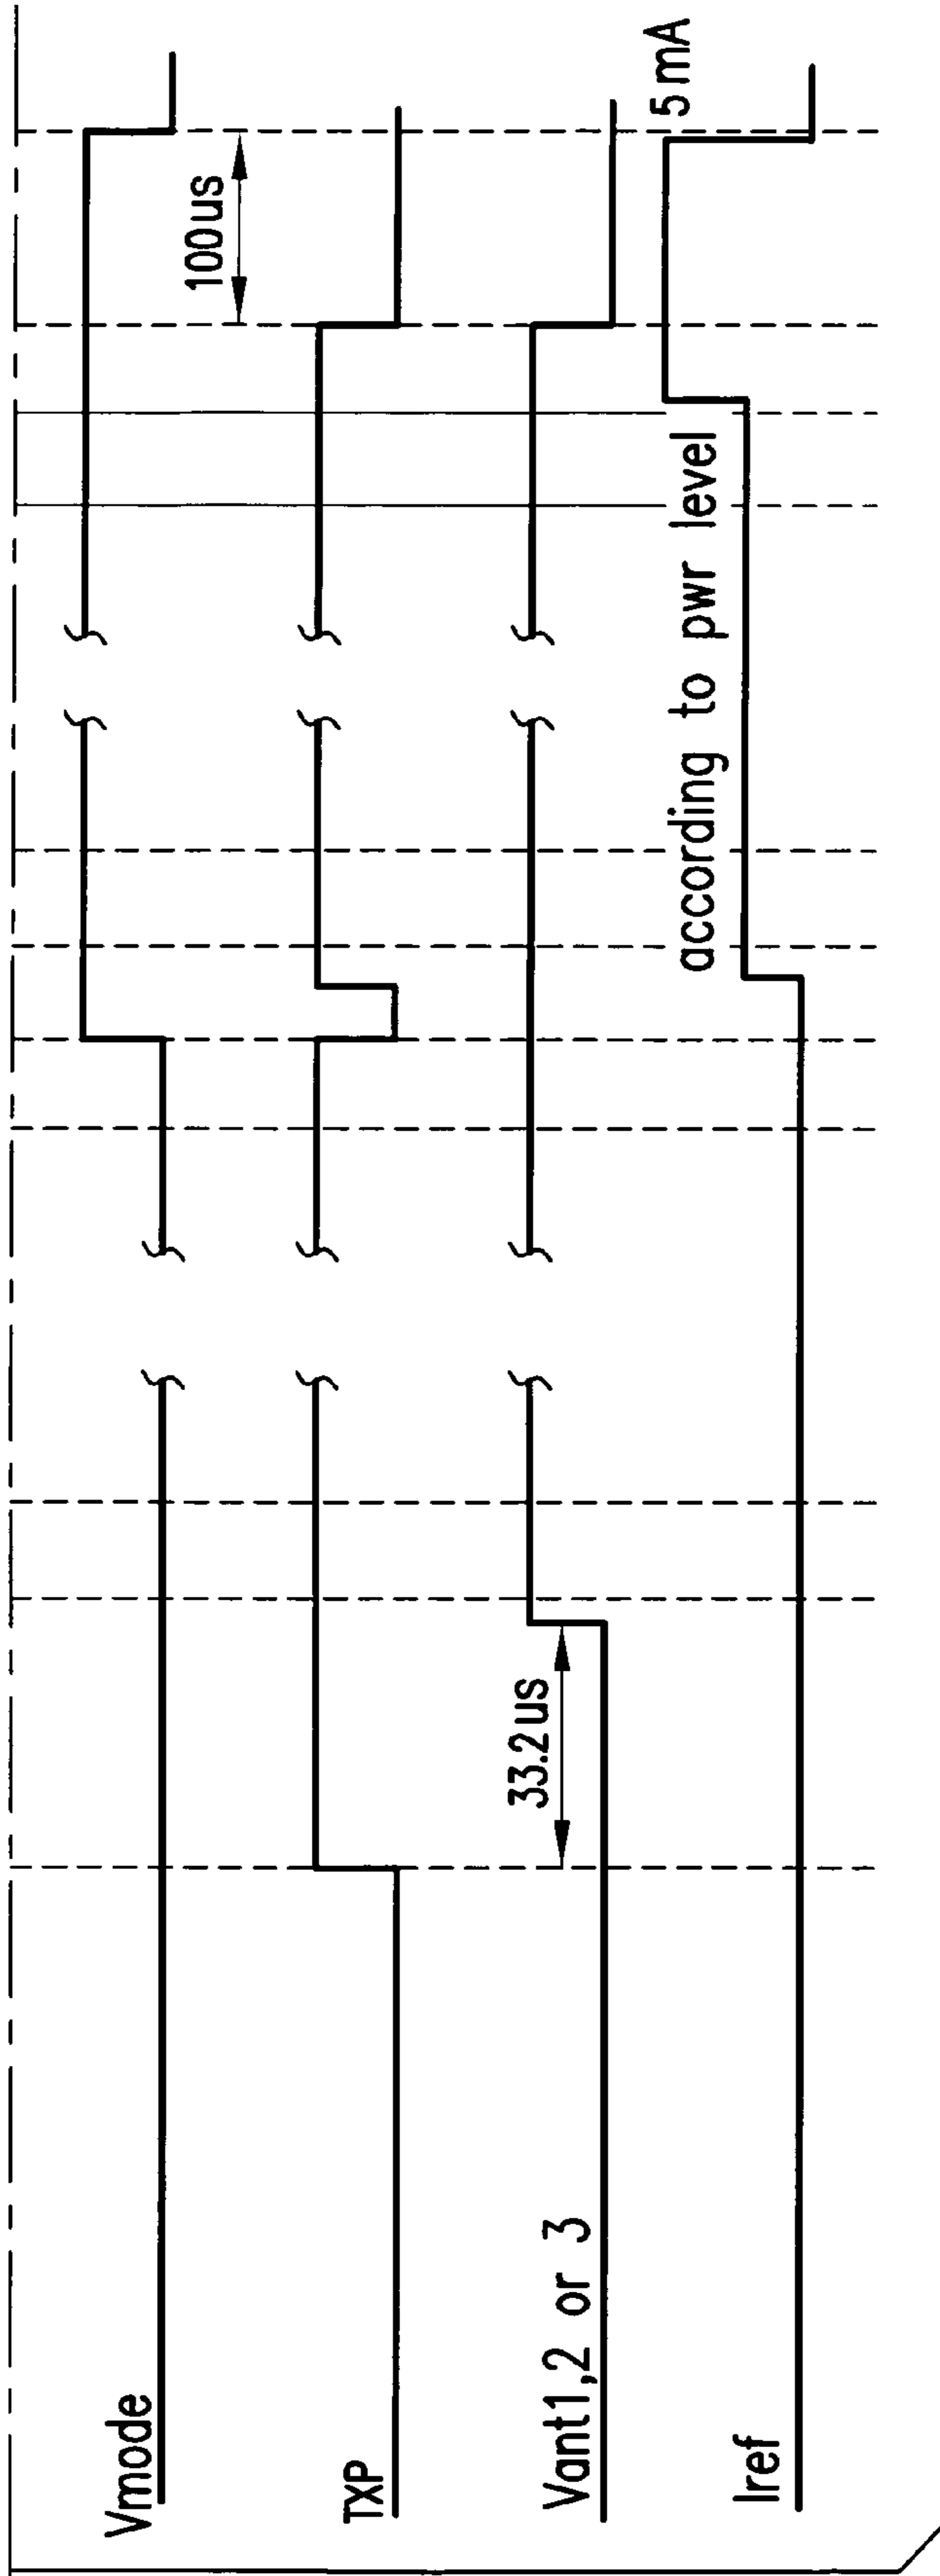 Vmode
100us
TXP
Vant1,2 or 3
33.2us
Iref
according to pwr level
5mA